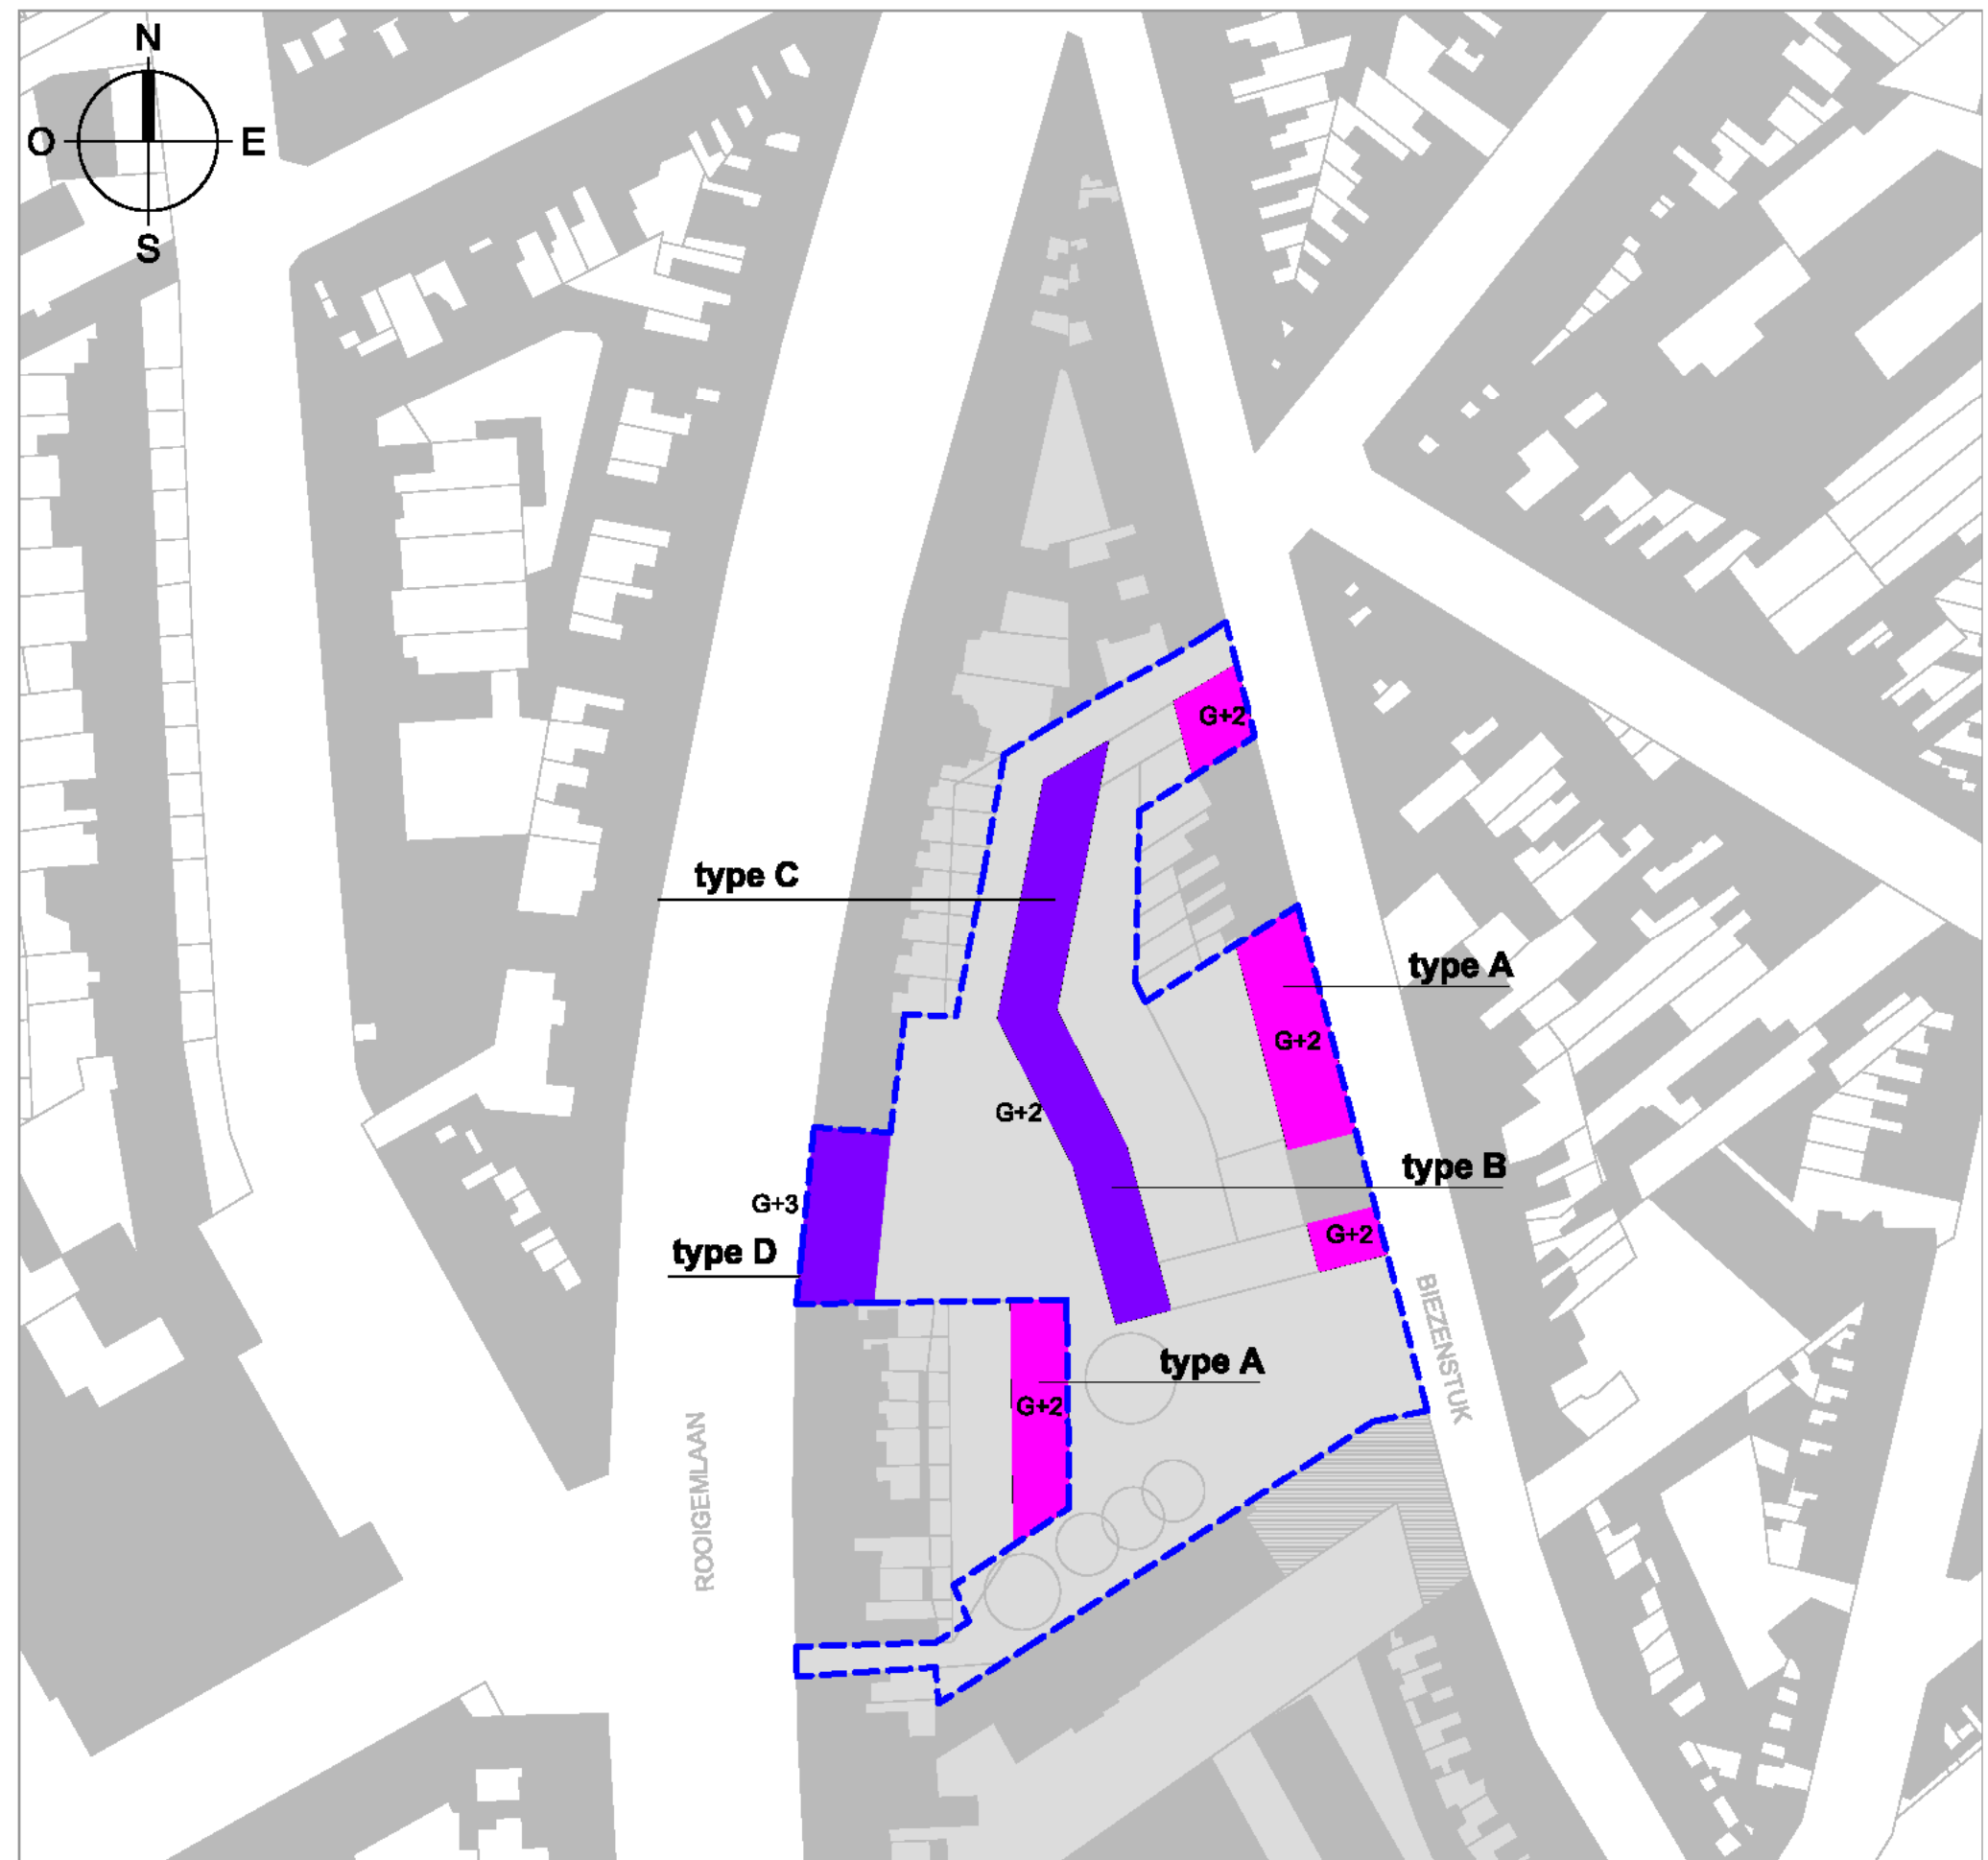 N
O E
S
G+2
type C
type A
G+2
G+2
type B
G+3
G+2
type D
type A
G+2
BIEZENSTUK
ROOIGEMLAAN